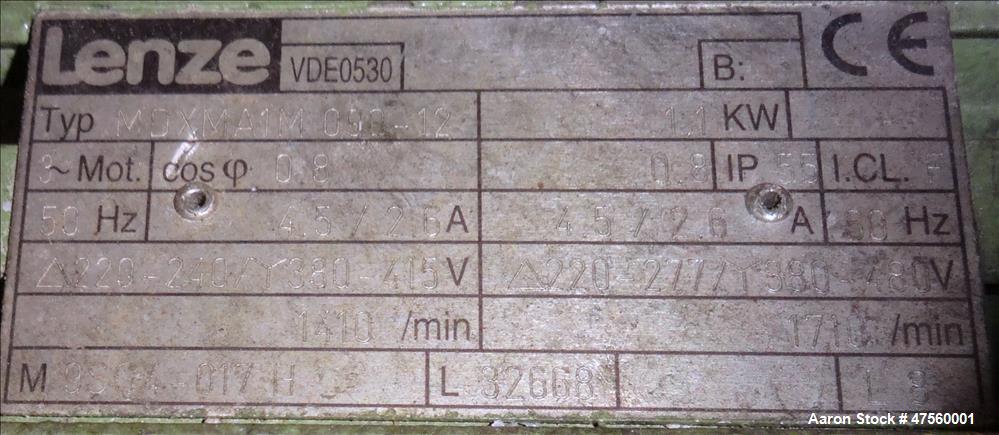 Lenze VDE0530 B: CE
Typ MDXMA1M 090-12 1.1 KW
3~ Mot. cosφ 0.8 0.8 IP 55 I.CL. F
50 Hz 4.5 / 2.6 A 4.5 / 2.6 A 60 Hz
△220-240/Y380-415V △220-277/Y380-480V
1410 /min 1710 /min
M H L 32668
Aaron Stock # 47560001